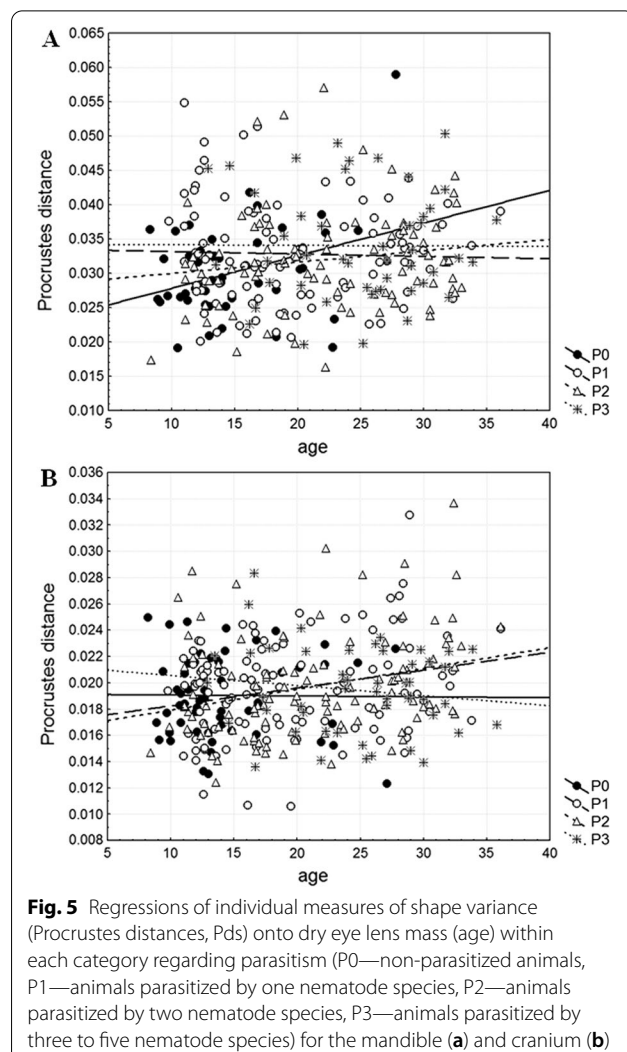 A
0.065
0.060
0.055
0.050
0.045
0.040
0.035
0.030
0.025
0.020
0.015
0.010
Procrustes distance
5 10 15 20 25 30 35 40
age
P0
P1
P2
P3
B
0.036
0.034
0.032
0.030
0.028
0.026
0.024
0.022
0.020
0.018
0.016
0.014
0.012
0.010
0.008
Procrustes distance
5 10 15 20 25 30 35 40
age
P0
P1
P2
P3
Fig. 5 Regressions of individual measures of shape variance
(Procrustes distances, Pds) onto dry eye lens mass (age) within
each category regarding parasitism (P0—non-parasitized animals,
P1—animals parasitized by one nematode species, P2—animals
parasitized by two nematode species, P3—animals parasitized by
three to five nematode species) for the mandible (a) and cranium (b)